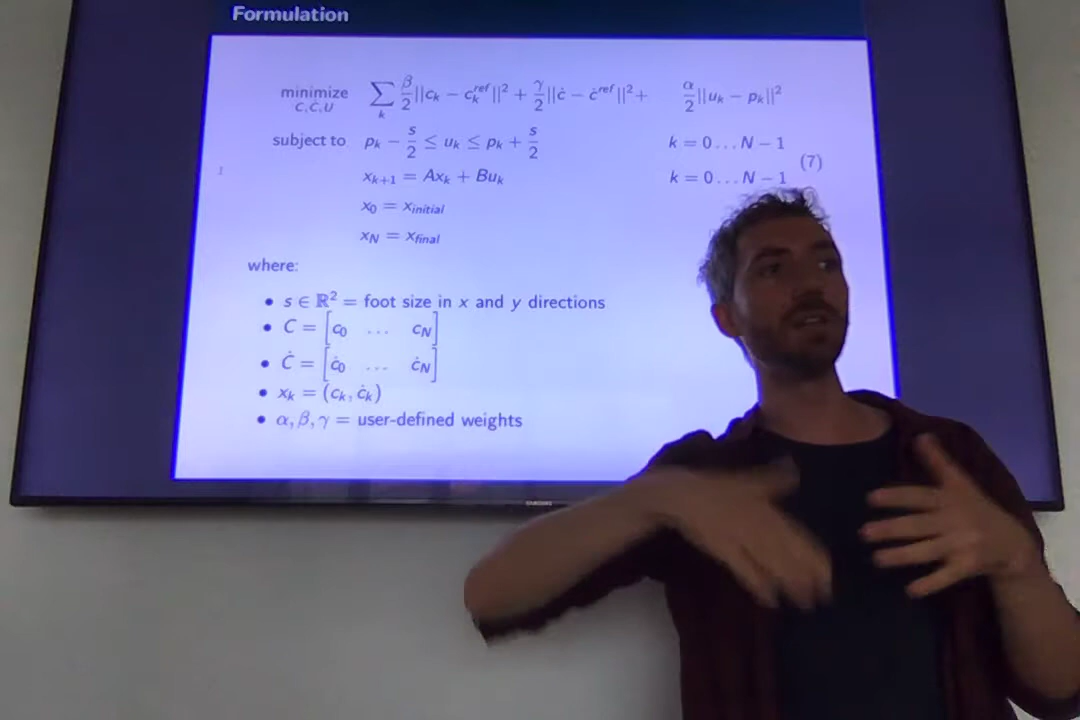 Formulation
minimize ∑ β/2||c_k − c_k^ref||² + γ/2||ċ − ċ^ref||² + α/2||u_k − p_k||²
C,Ċ,U k
subject to p_k − s/2 ≤ u_k ≤ p_k + s/2 k = 0...N − 1
(7)
x_{k+1} = Ax_k + Bu_k k = 0...N − 1
x_0 = x_initial
x_N = x_final
where:
• s ∈ ℝ² = foot size in x and y directions
• C = [c_0 ... c_N]
• Ċ = [ċ_0 ... ċ_N]
• x_k = (c_k, ċ_k)
• α, β, γ = user-defined weights
SAMSUNG